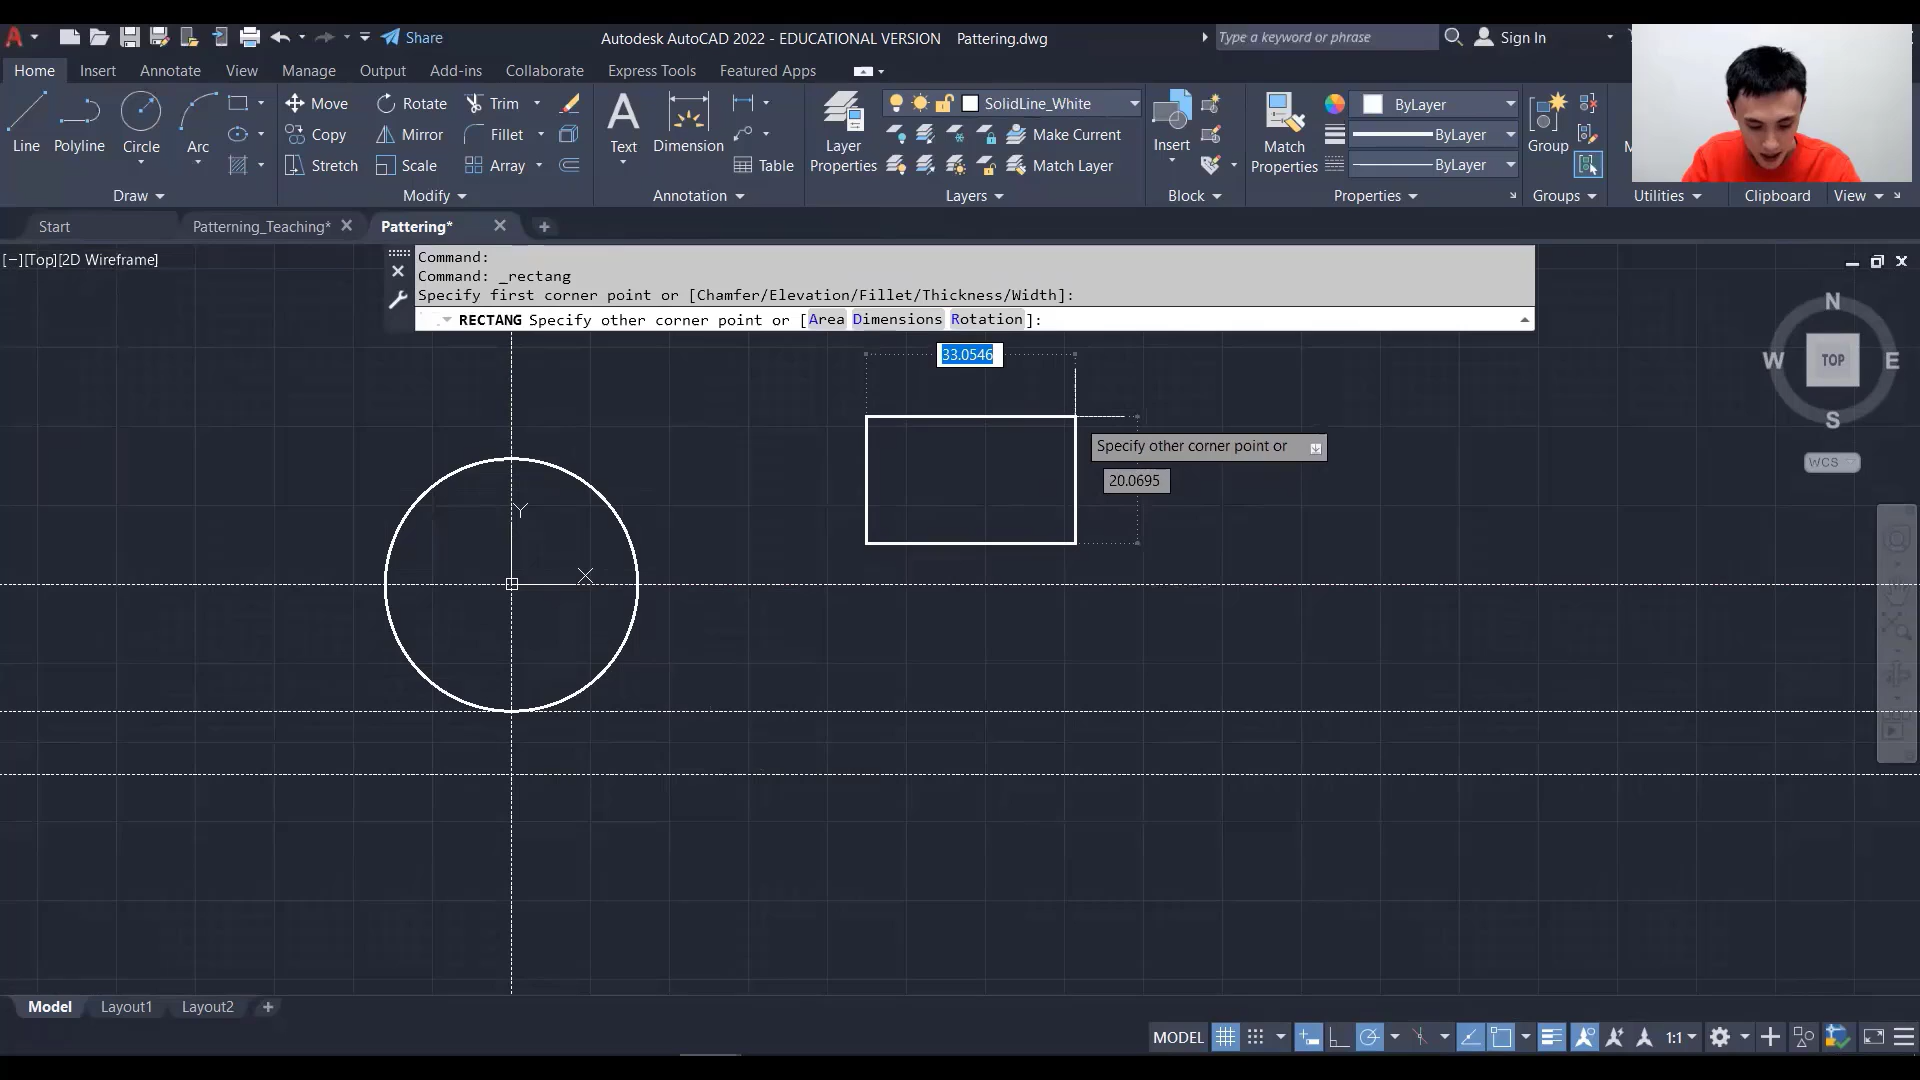 Share
Autodesk AutoCAD 2022 - EDUCATIONAL VERSION Pattering.dwg
Type a keyword or phrase
Sign In
Home Insert Annotate View Manage Output Add-ins Collaborate Express Tools Featured Apps
Line Polyline Circle Arc
Move Rotate Trim
Copy Mirror Fillet
Stretch Scale Array
Text Dimension
Table
Layer Properties
SolidLine_White
Make Current
Match Layer
Insert
Match Properties
ByLayer
ByLayer
ByLayer
Group
Draw Modify Annotation Layers Block Properties Groups Utilities Clipboard View
Start Patterning_Teaching* Pattering*
[−][Top][2D Wireframe]
Command:
Command: _rectang
Specify first corner point or [Chamfer/Elevation/Fillet/Thickness/Width]:
RECTANG Specify other corner point or [Area Dimensions Rotation]:
33.0546
Specify other corner point or
20.0695
Y
X
N
W TOP E
S
WCS
Model Layout1 Layout2
MODEL 1:1